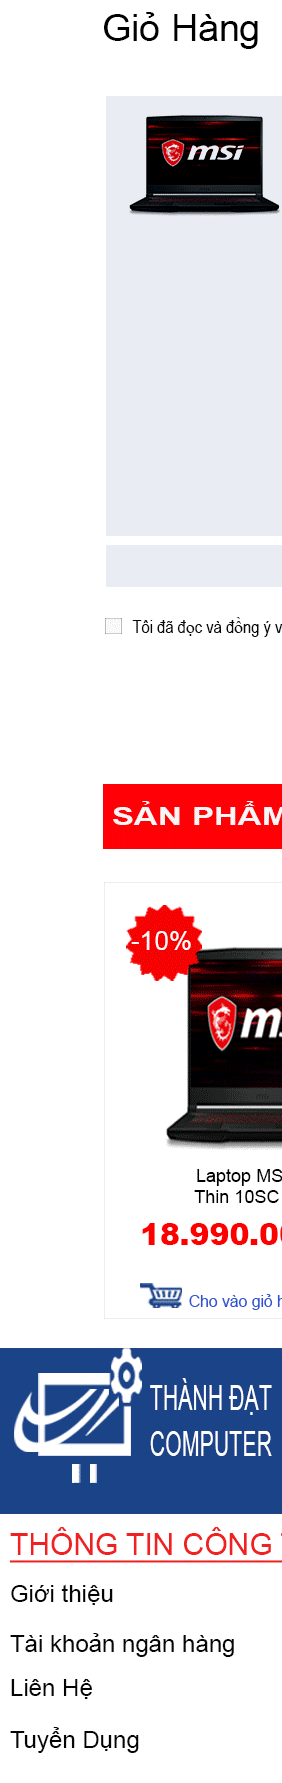 Giỏ Hàng
msi
Tôi đã đọc và đồng ý v
SẢN PHẨM
-10%
Laptop MS
Thin 10SC
18.990.00
Cho vào giỏ h
THÀNH ĐẠT
COMPUTER
THÔNG TIN CÔNG T
Giới thiệu
Tài khoản ngân hàng
Liên Hệ
Tuyển Dụng